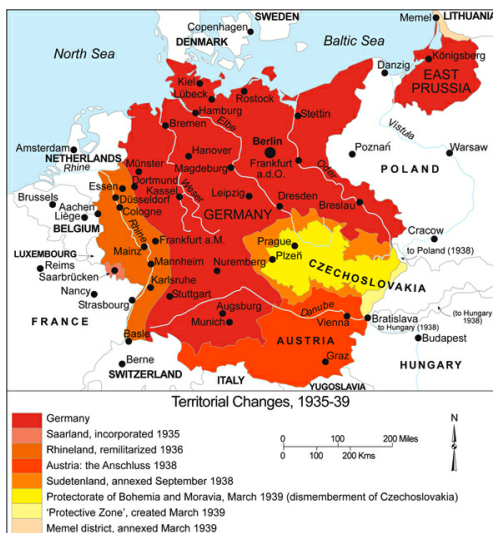 SWEDEN
Copenhagen
DENMARK
North Sea
Baltic Sea
Memel
LITHUANIA
Königsberg
EAST
PRUSSIA
Danzig
Kiel
Lübeck
Rostock
Hamburg
Stettin
Bremen
Elbe
Vistula
Amsterdam
NETHERLANDS
Rhine
Hanover
Berlin
Poznań
Warsaw
Münster
Magdeburg
Frankfurt
a.d.O.
Oder
POLAND
Essen
Dortmund
Kassel
Weser
Leipzig
Dresden
Breslau
Brussels
Aachen
Düsseldorf
Cologne
GERMANY
Liège
BELGIUM
Rhine
Frankfurt a.M.
Prague
Cracow
to Poland (1938)
LUXEMBOURG
Mainz
Plzeň
CZECHOSLOVAKIA
Reims
Saarbrücken
Mannheim
Nuremberg
Nancy
Karlsruhe
Strasbourg
Stuttgart
Augsburg
Danube
(to Hungary
1938)
FRANCE
Munich
Vienna
Bratislava
to Hungary (1938)
Basle
AUSTRIA
Budapest
Berne
Graz
HUNGARY
SWITZERLAND
ITALY
YUGOSLAVIA
Territorial Changes, 1935-39
Germany
Saarland, incorporated 1935
Rhineland, remilitarized 1936
Austria: the Anschluss 1938
Sudetenland, annexed September 1938
Protectorate of Bohemia and Moravia, March 1939 (dismemberment of Czechoslovakia)
'Protective Zone', created March 1939
Memel district, annexed March 1939
0 100 200 Miles
0 100 200 Kms
N